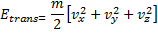 E_trans= m/2 [v_x^2 + v_y^2 + v_z^2]